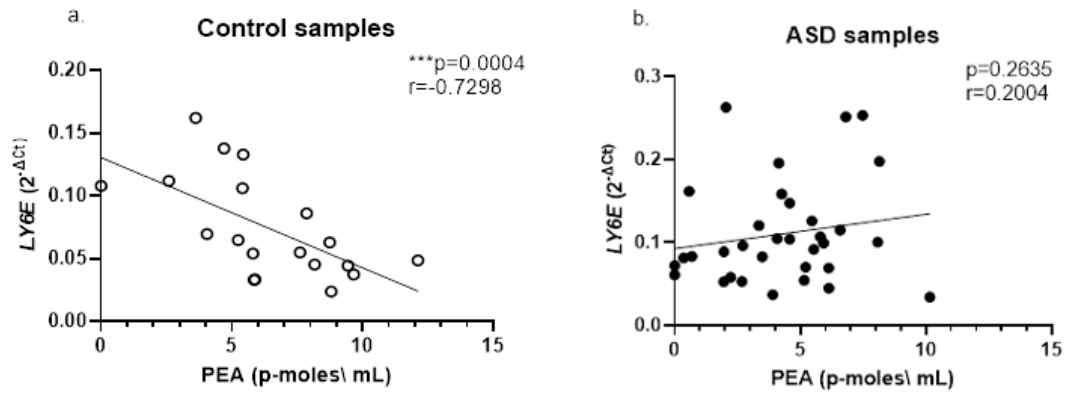 a.
Control samples
***p=0.0004
r=-0.7298
0.20
0.15
0.10
0.05
0.00
LY6E (2^-ΔCt)
0
5
10
15
PEA (p-moles\ mL)
b.
ASD samples
p=0.2635
r=0.2004
0.3
0.2
0.1
0.0
LY6E (2^-ΔCt)
0
5
10
15
PEA (p-moles\ mL)